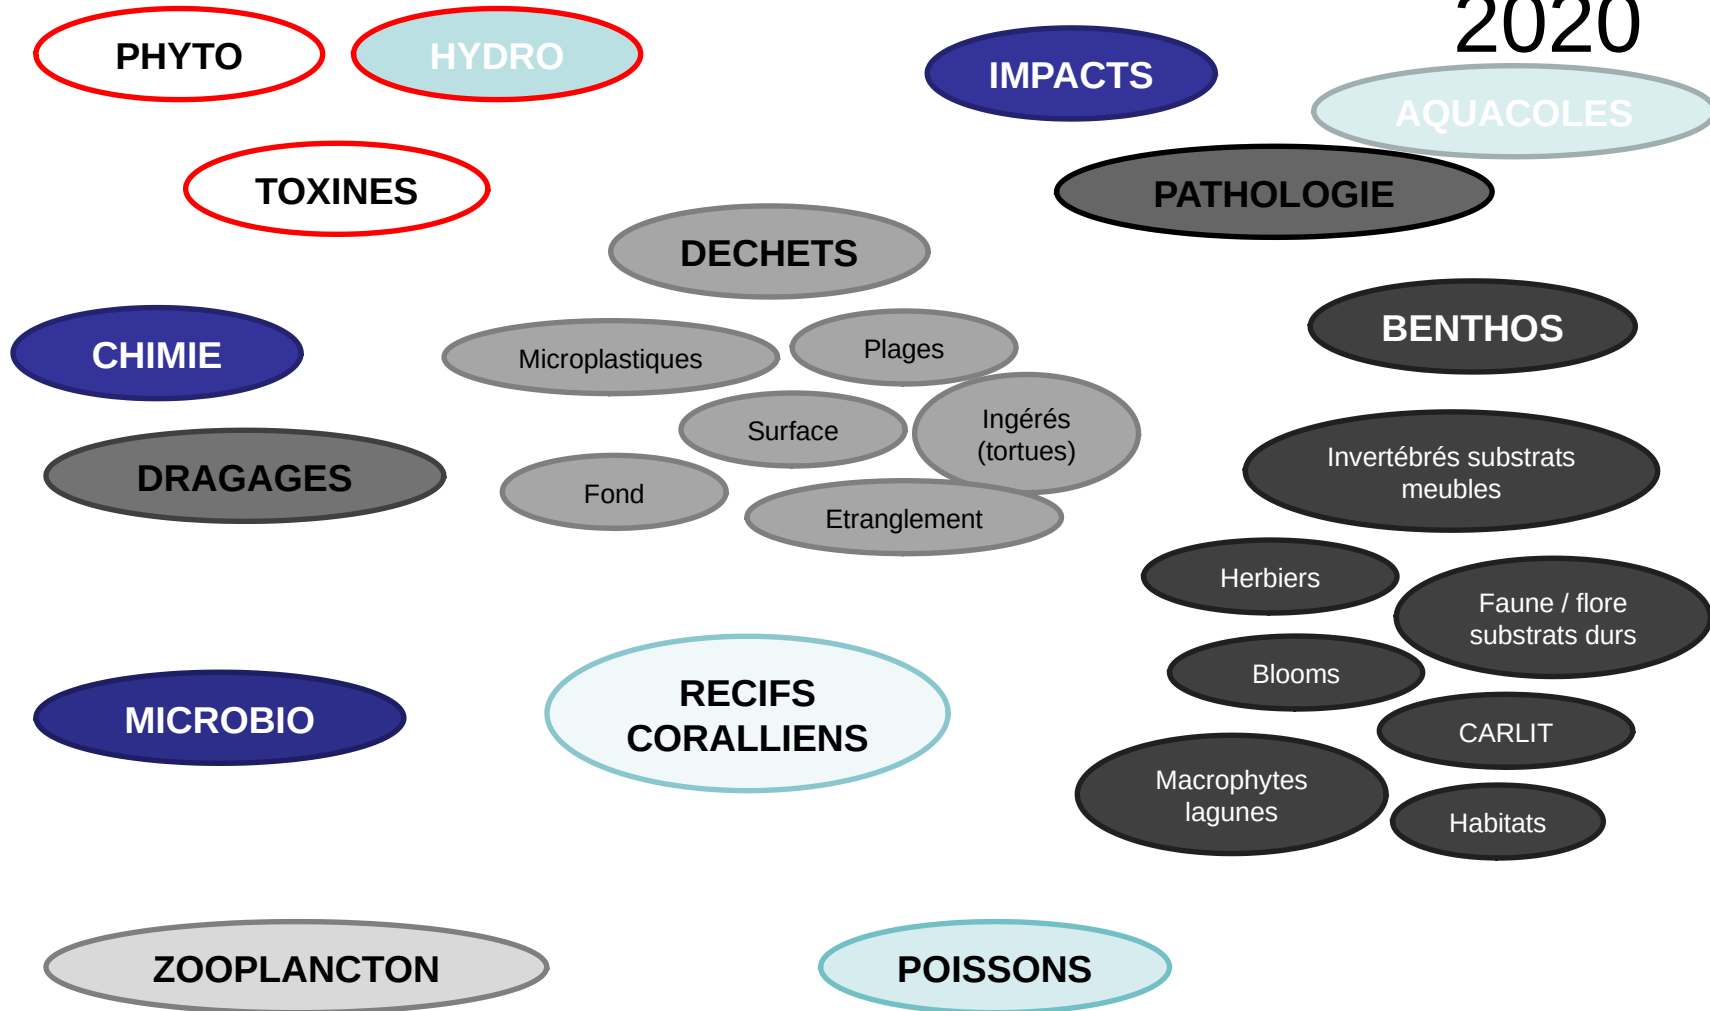 2020
PHYTO
HYDRO
IMPACTS
AQUACOLES
TOXINES
PATHOLOGIE
DECHETS
CHIMIE
Microplastiques
Plages
BENTHOS
Surface
Ingérés
(tortues)
DRAGAGES
Fond
Etranglement
Invertébrés substrats
meubles
Herbiers
Faune / flore
substrats durs
Blooms
MICROBIO
RECIFS
CORALLIENS
CARLIT
Macrophytes
lagunes
Habitats
ZOOPLANCTON
POISSONS